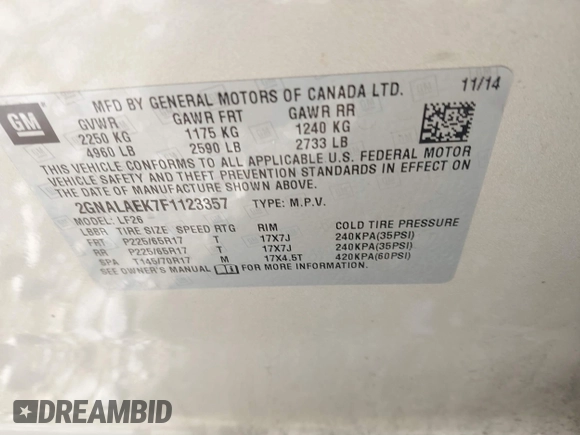 GM
MFD BY GENERAL MOTORS OF CANADA LTD. 11/14
GVWR GAWR FRT GAWR RR
2250 KG 1175 KG 1240 KG
4960 LB 2590 LB 2733 LB
THIS VEHICLE CONFORMS TO ALL APPLICABLE U.S. FEDERAL MOTOR
VEHICLE SAFETY AND THEFT PREVENTION STANDARDS IN EFFECT ON
THE DATE OF MANUFACTURE SHOWN ABOVE.
2GNALAEK7F1123357 TYPE: M.P.V.
MODEL: LF26
LBBR TIRE SIZE SPEED RTG RIM COLD TIRE PRESSURE
FRT P225/65R17 T 17X7J 240KPA(35PSI)
RR P225/65R17 T 17X7J 240KPA(35PSI)
SPA T145/70R17 M 17X4.5T 420KPA(60PSI)
SEE OWNER'S MANUAL FOR MORE INFORMATION.
DREAMBID